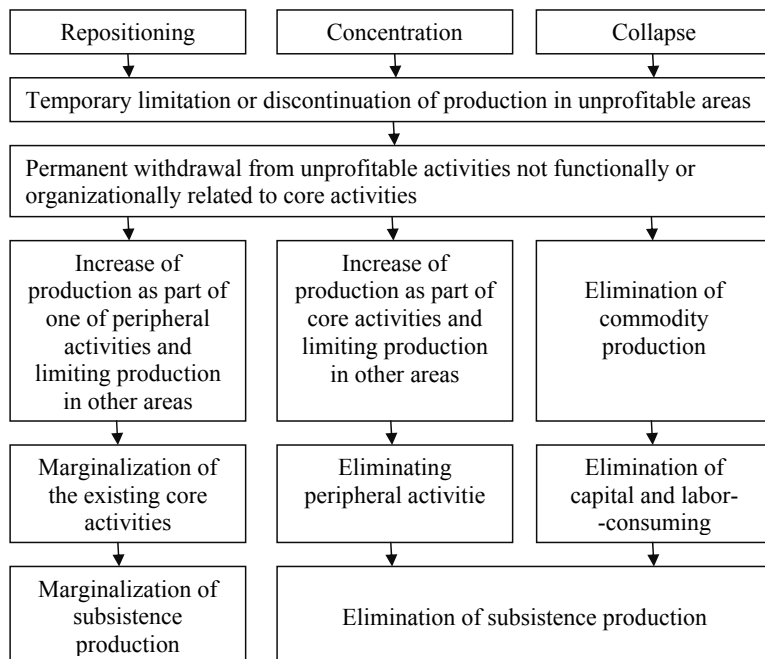 Repositioning
Concentration
Collapse
Temporary limitation or discontinuation of production in unprofitable areas
Permanent withdrawal from unprofitable activities not functionally or
organizationally related to core activities
Increase of
production as part of
one of peripheral
activities and
limiting production
in other areas
Increase of
production as part of
core activities and
limiting production
in other areas
Elimination of
commodity
production
Marginalization of
the existing core
activities
Eliminating
peripheral activitie
Elimination of
capital and labor-
-consuming
Marginalization of
subsistence
production
Elimination of subsistence production